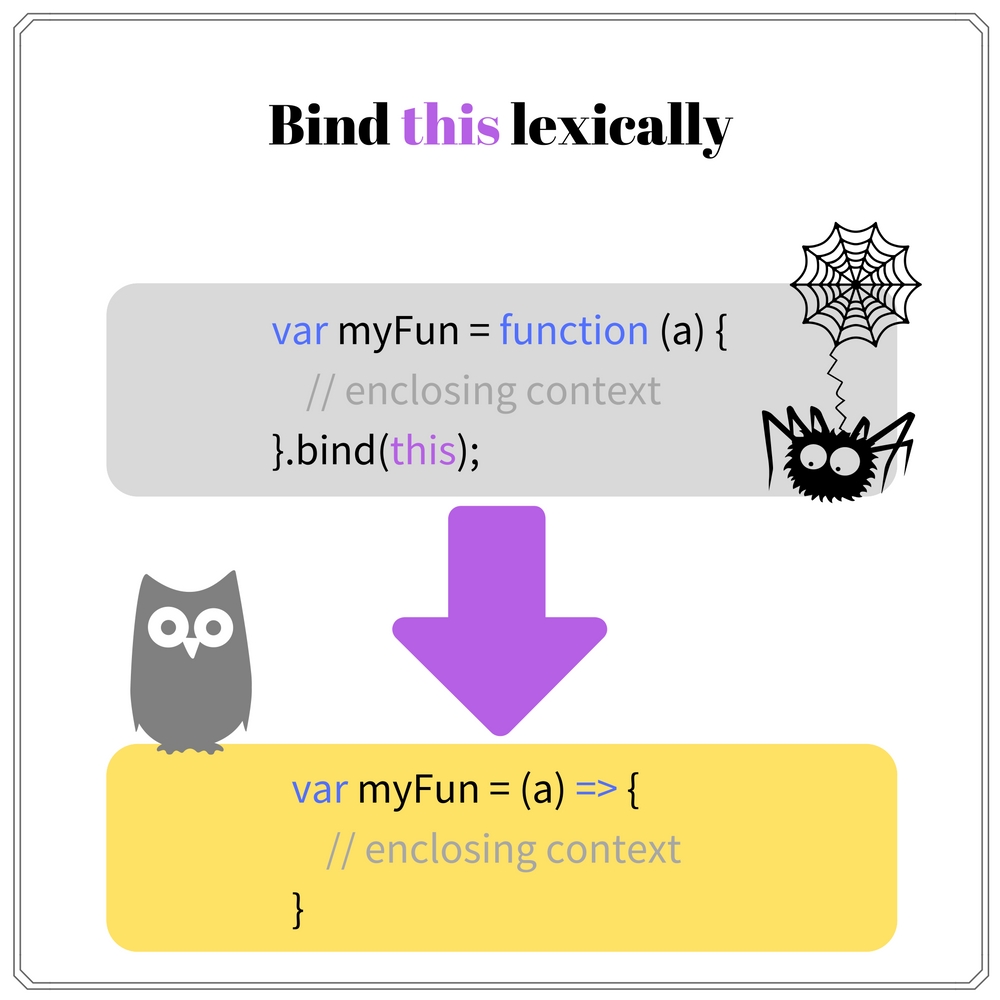 Bind this lexically
var myFun = function (a) {
// enclosing context
}.bind(this);
var myFun = (a) => {
// enclosing context
}